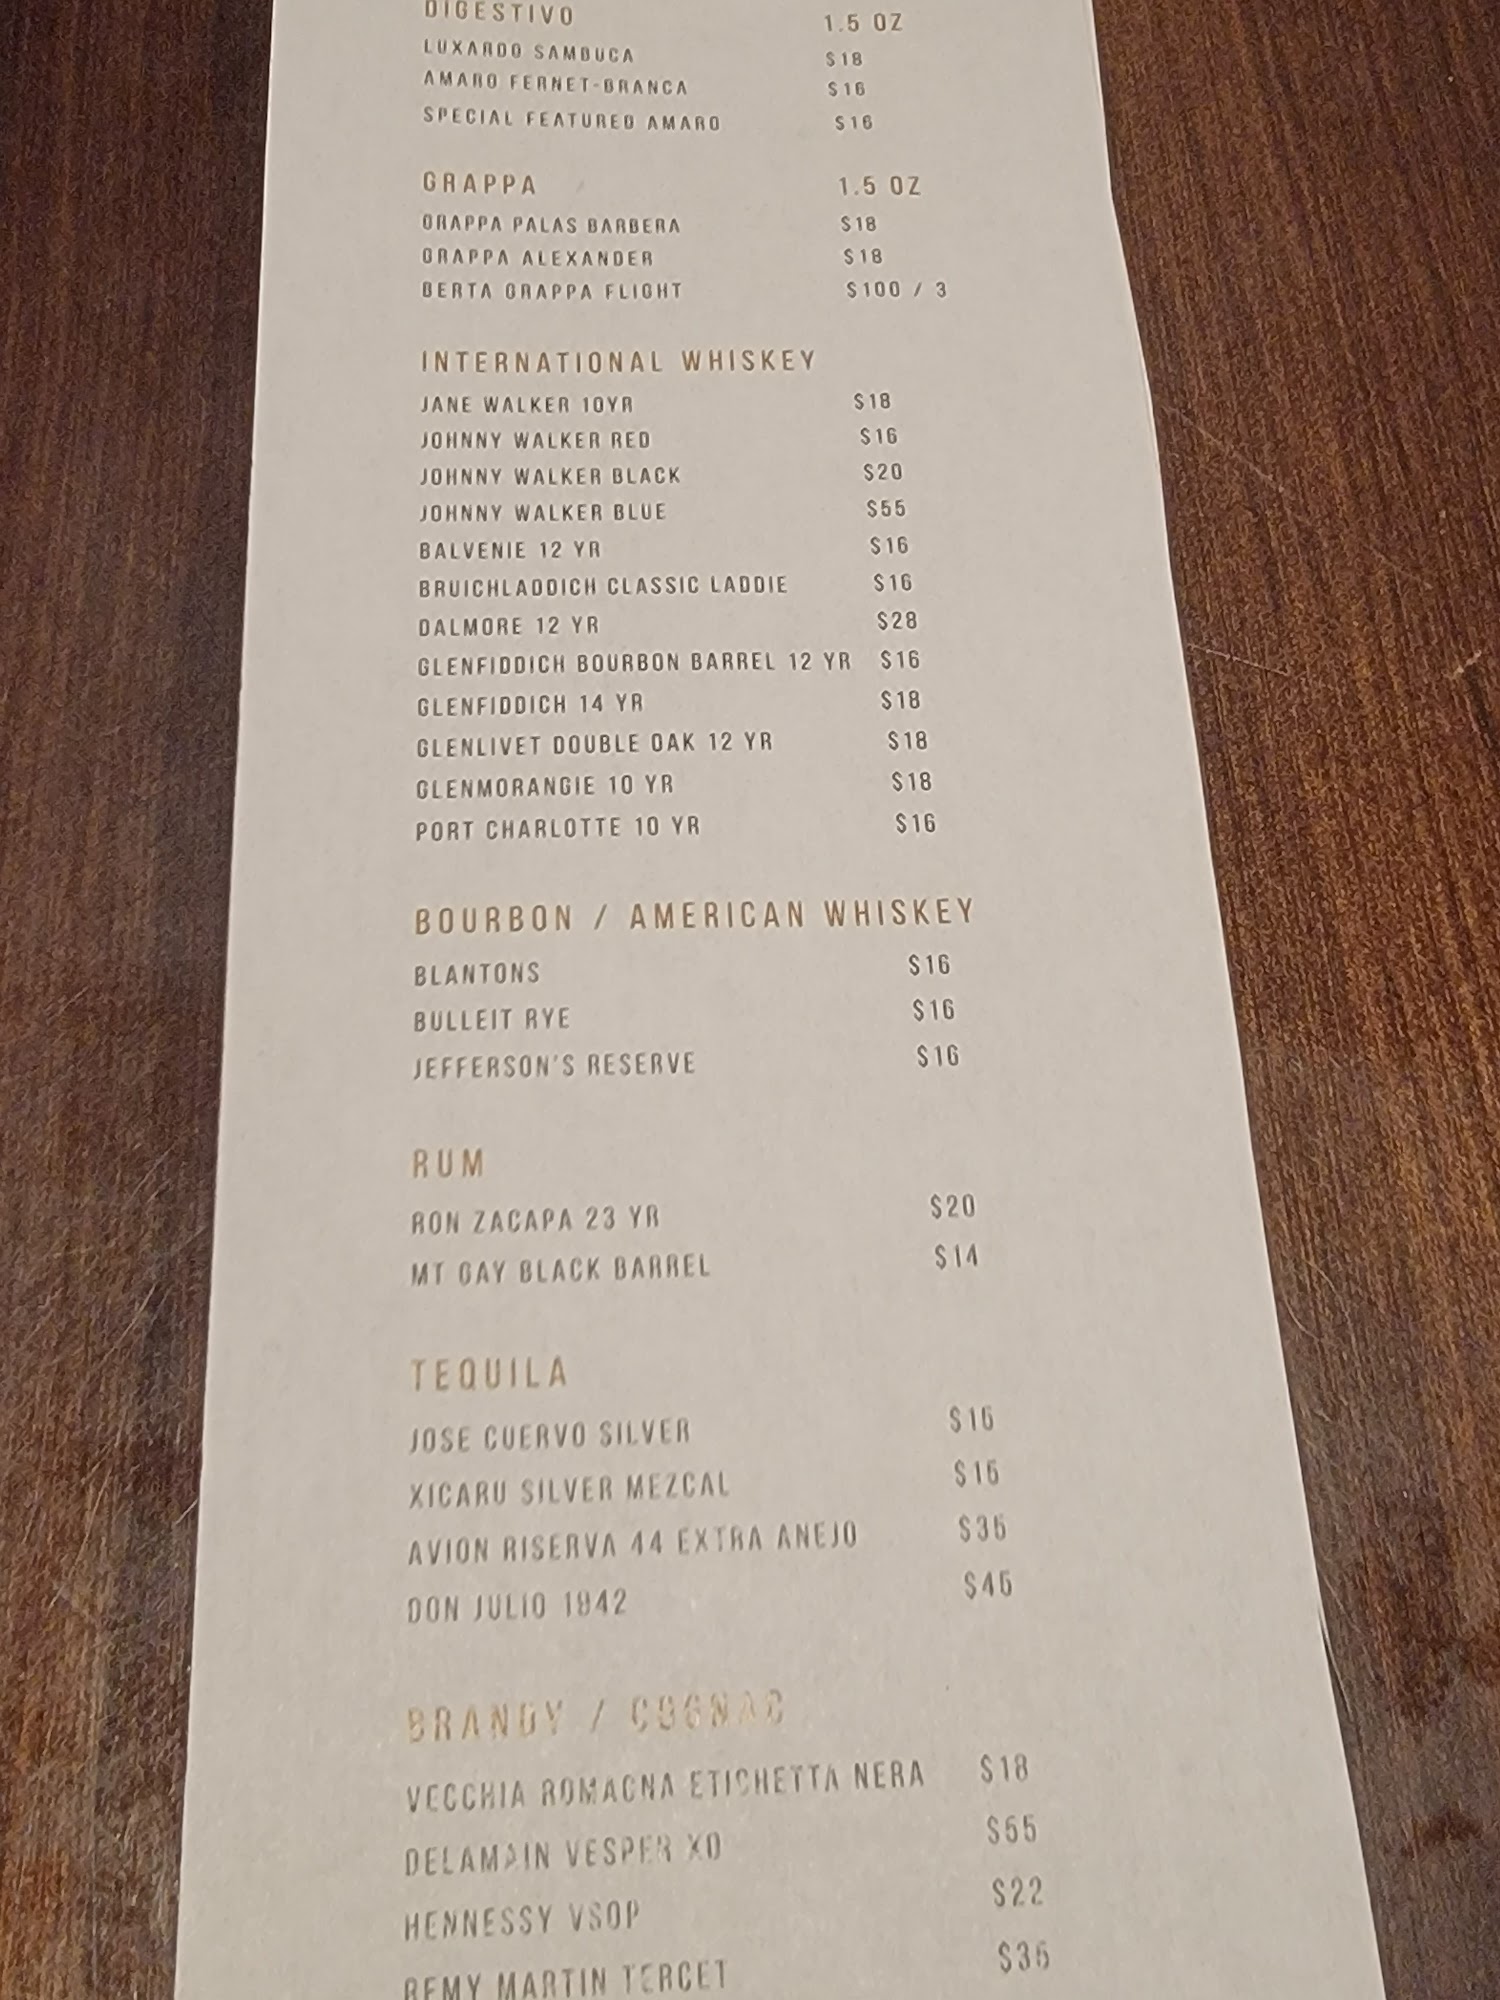 DIGESTIVO 1.5 OZ
LUXARDO SAMBUCA $18
AMARO FERNET-BRANCA $16
SPECIAL FEATURED AMARO $16
GRAPPA 1.5 OZ
GRAPPA PALAS BARBERA $18
GRAPPA ALEXANDER $18
BERTA GRAPPA FLIGHT $100 / 3
INTERNATIONAL WHISKEY
JANE WALKER 10YR $18
JOHNNY WALKER RED $16
JOHNNY WALKER BLACK $20
JOHNNY WALKER BLUE $55
BALVENIE 12 YR $16
BRUICHLADDICH CLASSIC LADDIE $16
DALMORE 12 YR $28
GLENFIDDICH BOURBON BARREL 12 YR $16
GLENFIDDICH 14 YR $18
GLENLIVET DOUBLE OAK 12 YR $18
GLENMORANGIE 10 YR $18
PORT CHARLOTTE 10 YR $16
BOURBON / AMERICAN WHISKEY
BLANTONS $16
BULLEIT RYE $16
JEFFERSON'S RESERVE $16
RUM
RON ZACAPA 23 YR $20
MT GAY BLACK BARREL $14
TEQUILA
JOSE CUERVO SILVER
XICARU SILVER MEZCAL
AVION RISERVA 44 EXTRA ANEJO
DON JULIO 1942
BRANDY / COGNAC
VECCHIA ROMAGNA ETICHETTA NERA $18
DELAMAIN VESPER XO
HENNESSY VSOP $22
REMY MARTIN TERCET